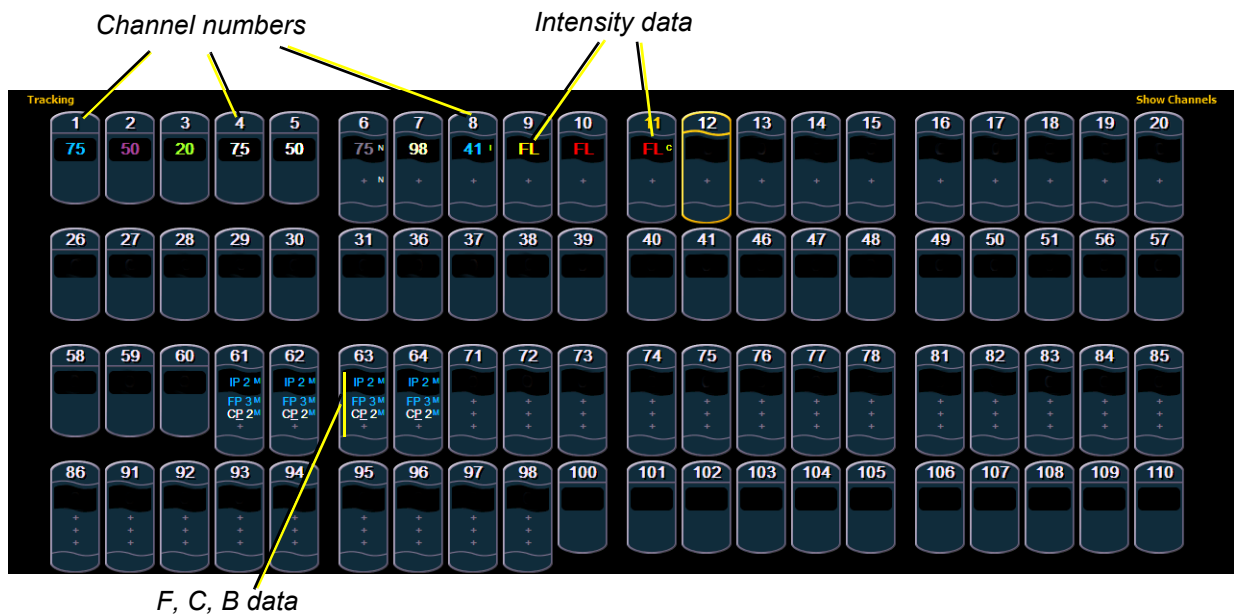 Channel numbers Intensity data
Tracking Show Channels
1 2 3 4 5 6 7 8 9 10 11 12 13 14 15 16 17 18 19 20
75 50 20 75 50 75 N 98 41 I FL FL FL C
+ N + + + + + + + + + + + + + +
26 27 28 29 30 31 36 37 38 39 40 41 46 47 48 49 50 51 56 57
58 59 60 61 62 63 64 71 72 73 74 75 76 77 78 81 82 83 84 85
IP 2 M IP 2 M IP 2 M IP 2 M
FP 3 M FP 3 M FP 3 M FP 3 M + + + + + + + + + + + + +
CP 2 M CP 2 M CP 2 M CP 2 M + + + + + + + + + + + + +
+ + + + + + + + + + + + + + + + +
86 91 92 93 94 95 96 97 98 100 101 102 103 104 105 106 107 108 109 110
+ + + + + + + + +
+ + + + + + + + +
+ + + + + + + + +
F, C, B data